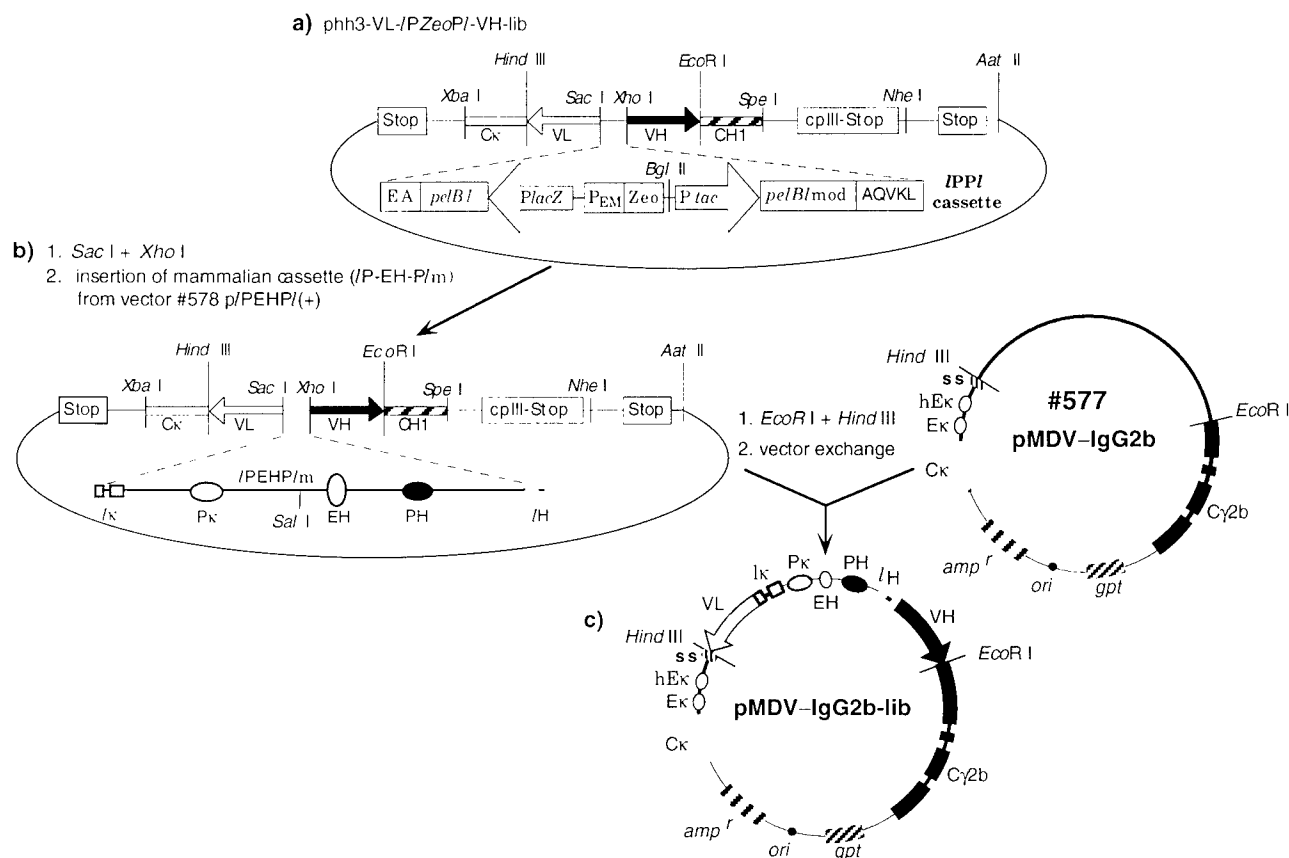 a) phh3-VL-lPZeoPl-VH-lib
Hind III
EcoR I
Aat II
Xba I
Sac I
Xho I
Spe I
Nhe I
Stop
Cκ
VL
VH
CH1
cpIII-Stop
Stop
Bgl II
EA
pelB l
PlacZ
PEM
Zeo
P lac
pelBlmod
AQVKL
lPPl
cassette
b) 1. Sac I + Xho I
2. insertion of mammalian cassette (lP-EH-Pl/m)
from vector #578 plPEHPl(+)
Hind III
EcoR I
Aat II
Xba I
Sac I
Xho I
Spe I
Nhe I
Stop
Cκ
VL
VH
CH1
cpIII-Stop
Stop
lPEHPl/m
lκ
Pκ
Sal I
EH
PH
lH
1. EcoR I + Hind III
2. vector exchange
Hind III
ss
hEκ
Eκ
Cκ
#577
pMDV–IgG2b
EcoR I
Cγ2b
amp r
ori
gpt
c)
VL
lκ
Pκ
EH
PH
lH
VH
Hind III
ss
hEκ
Eκ
Cκ
pMDV–IgG2b-lib
EcoR I
Cγ2b
amp r
ori
gpt